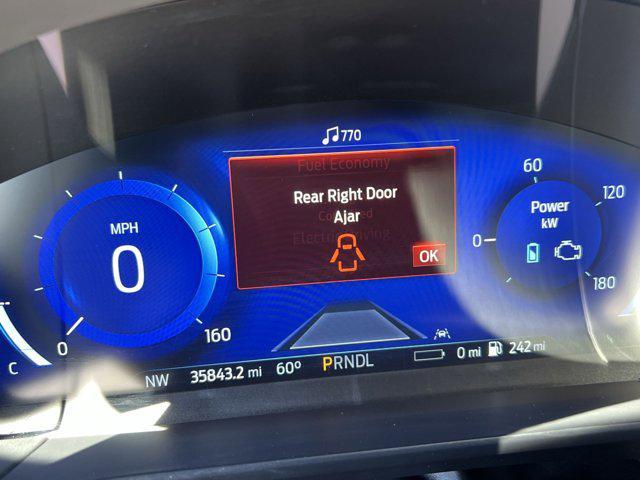 ♫ 770
Fuel Economy
Rear Right Door
Ajar
OK
MPH
0
0
160
Power
kW
0
60
120
180
C
NW 35843.2 mi 60° PRNDL 0 mi 242 mi